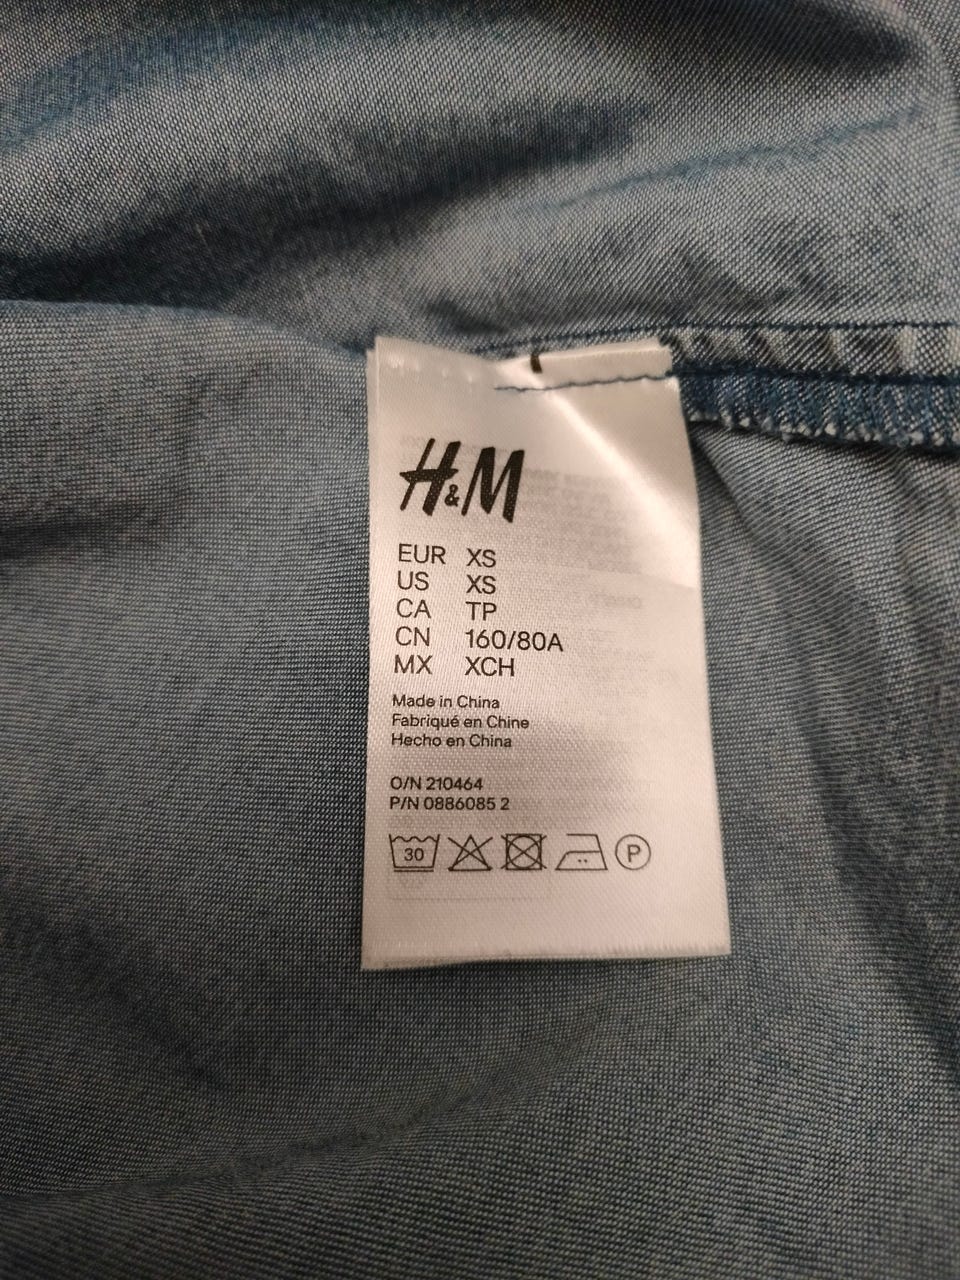 H&M
EUR XS
US XS
CA TP
CN 160/80A
MX XCH
Made in China
Fabriqué en Chine
Hecho en China
O/N 210464
P/N 0886085 2
30
P